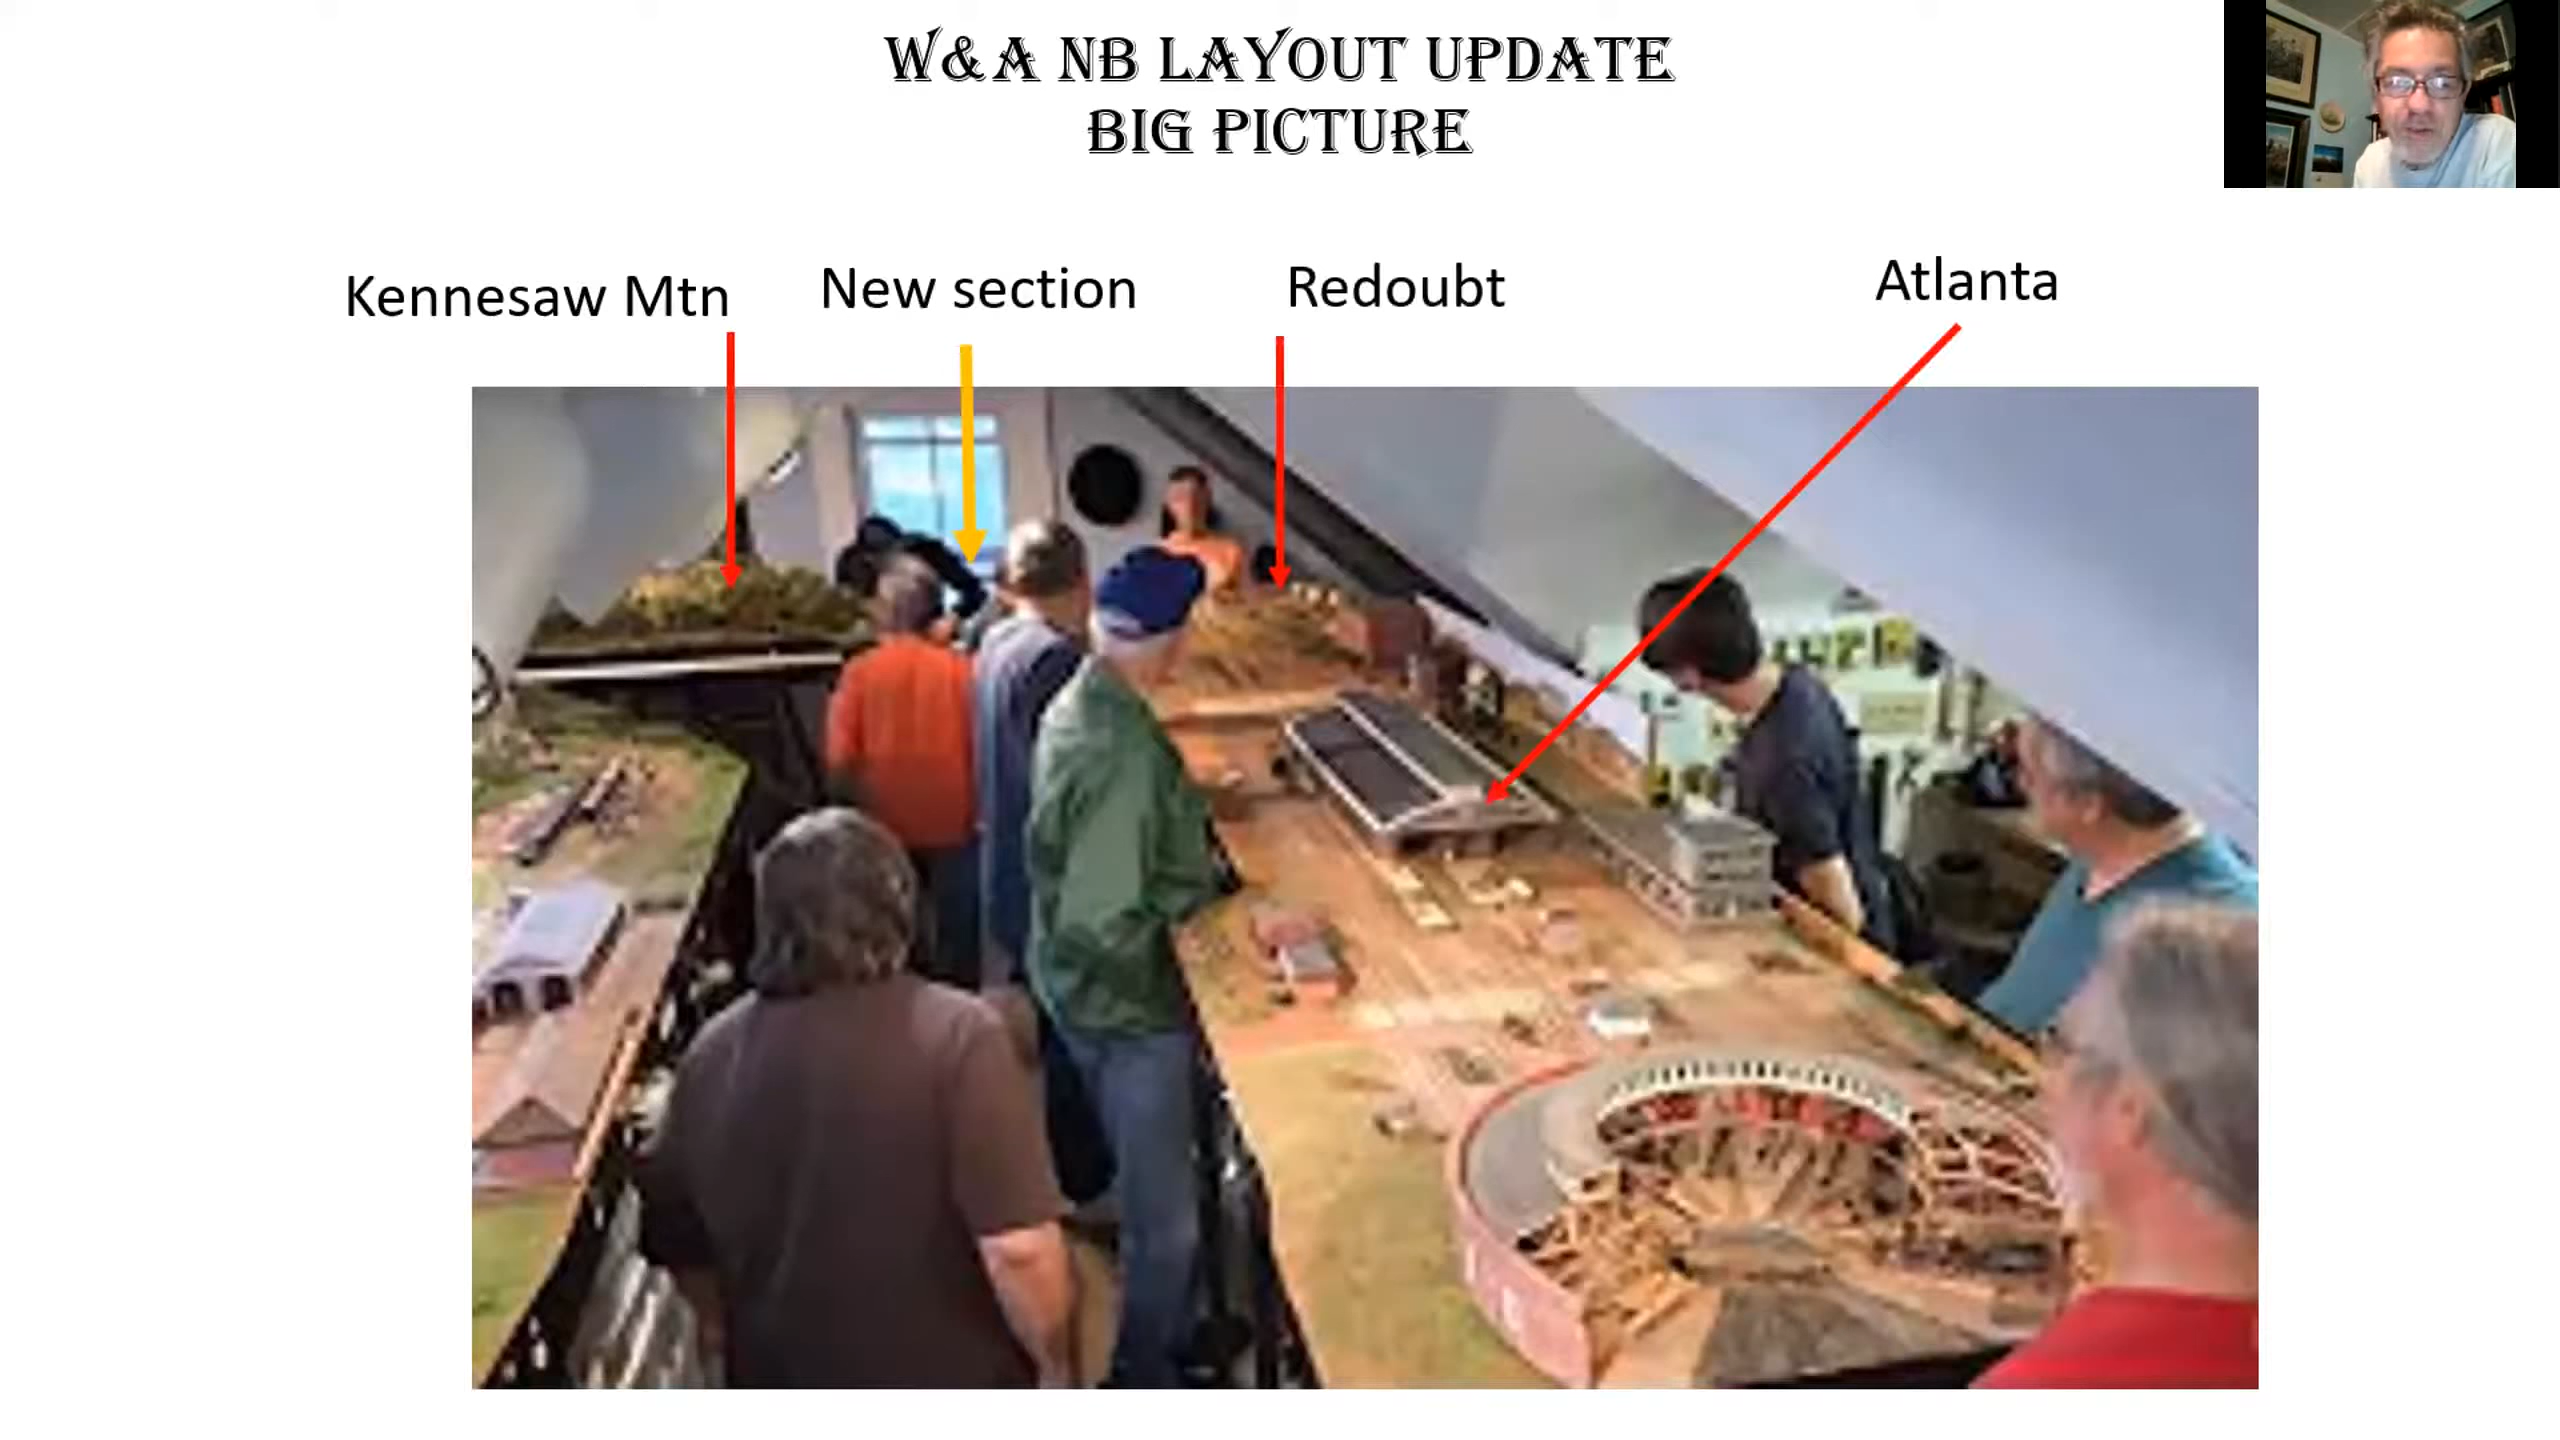 W&A NB LAYOUT UPDATE
BIG PICTURE
Kennesaw Mtn
New section
Redoubt
Atlanta